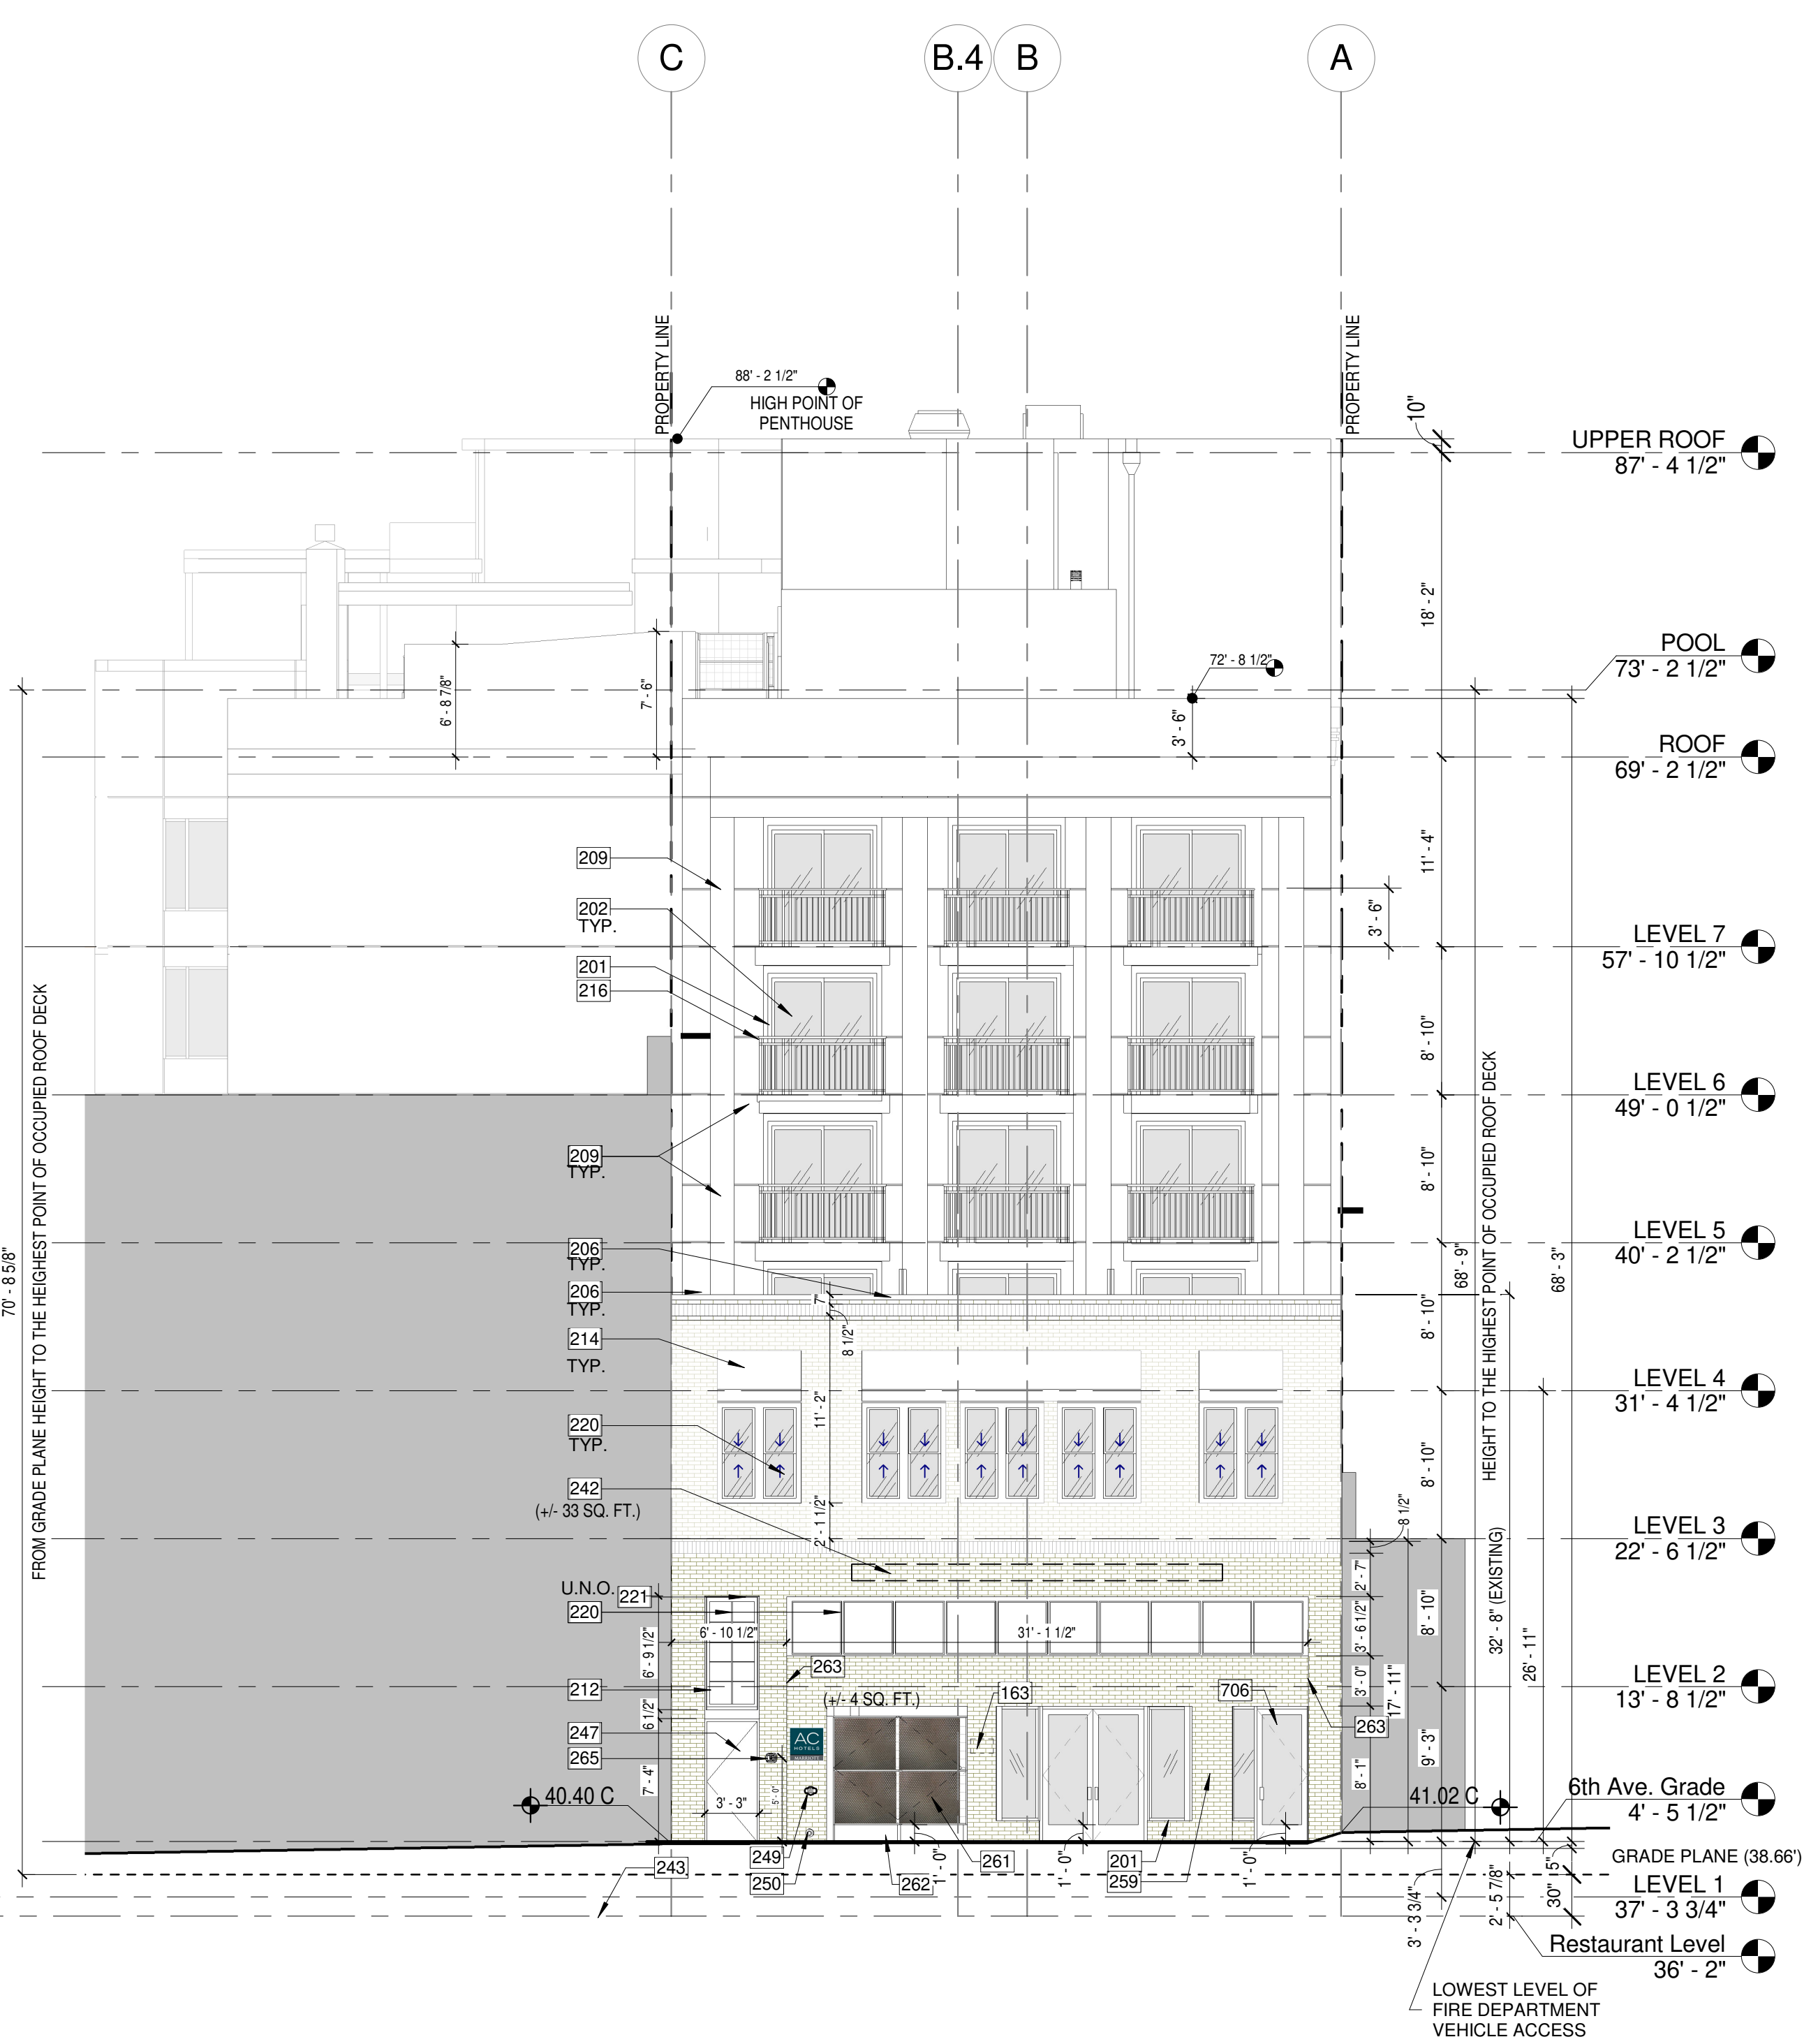 C
B.4
B
A
PROPERTY LINE
PROPERTY LINE
88' - 2 1/2"
HIGH POINT OF
PENTHOUSE
10"
UPPER ROOF
87' - 4 1/2"
18' - 2"
POOL
73' - 2 1/2"
72' - 8 1/2"
6' - 8 7/8"
7' - 6"
3' - 6"
ROOF
69' - 2 1/2"
11' - 4"
209
202
TYP.
3' - 6"
LEVEL 7
57' - 10 1/2"
201
216
8' - 10"
LEVEL 6
49' - 0 1/2"
FROM GRADE PLANE HEIGHT TO THE HEIGHEST POINT OF OCCUPIED ROOF DECK
70' - 8 5/8"
HEIGHT TO THE HIGHEST POINT OF OCCUPIED ROOF DECK
68' - 9"
68' - 3"
209
TYP.
8' - 10"
LEVEL 5
40' - 2 1/2"
206
TYP.
206
TYP.
7"
8 1/2"
8' - 10"
214
TYP.
LEVEL 4
31' - 4 1/2"
11' - 2"
220
TYP.
8' - 10"
242
(+/- 33 SQ. FT.)
2' - 1 1/2"
8 1/2"
LEVEL 3
22' - 6 1/2"
32' - 8" (EXISTING)
26' - 11"
U.N.O.
221
220
6' - 10 1/2"
31' - 1 1/2"
2' - 7"
3' - 6 1/2"
8' - 10"
6' - 9 1/2"
263
212
(+/- 4 SQ. FT.)
163
706
3' - 0"
17' - 11"
LEVEL 2
13' - 8 1/2"
6 1/2"
247
265
AC
HOTELS
MARRIOTT
263
9' - 3"
8' - 1"
7' - 4"
3' - 3"
5' - 0"
40.40 C
41.02 C
6th Ave. Grade
4' - 5 1/2"
243
249
250
262
1' - 0"
261
1' - 0"
201
259
1' - 0"
5"
GRADE PLANE (38.66')
3' - 3 3/4"
2' - 5 7/8"
30"
LEVEL 1
37' - 3 3/4"
Restaurant Level
36' - 2"
LOWEST LEVEL OF
FIRE DEPARTMENT
VEHICLE ACCESS